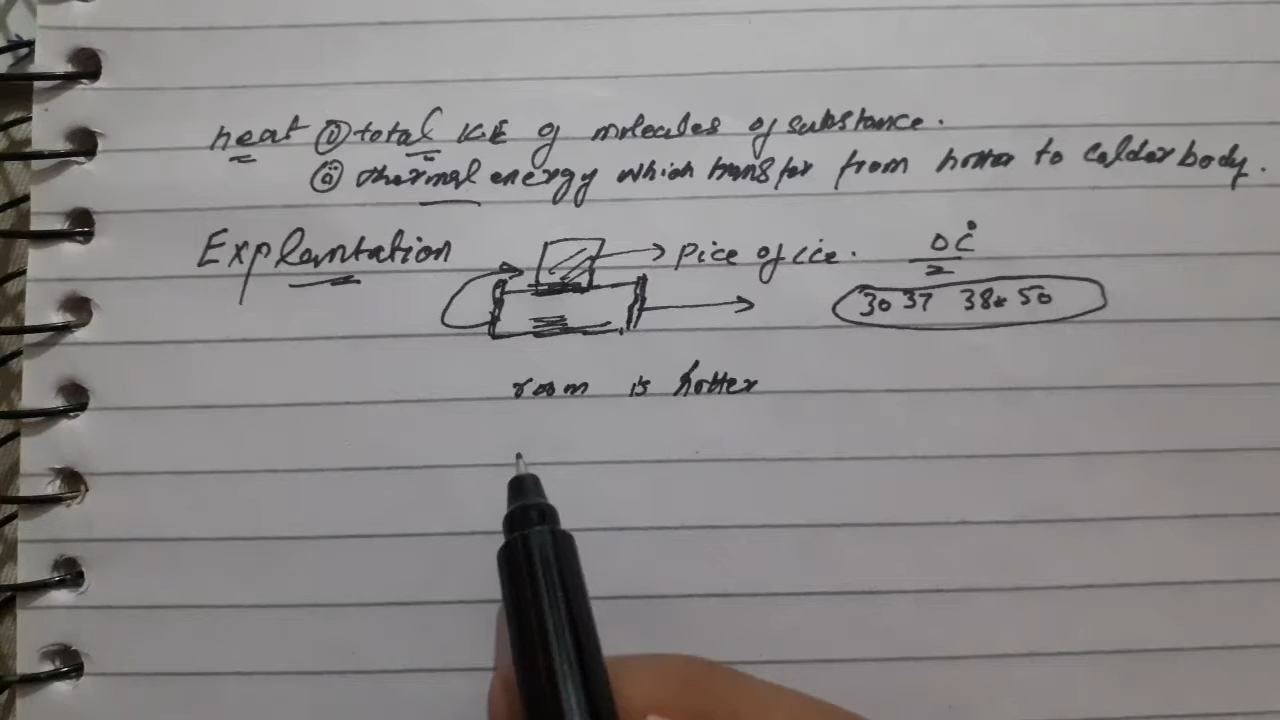 heat ① total KE of molecules of substance.
② thermal energy which transfer from hotter to colder body.
Explantation
Pice of ice. 0°C
30 37 38 50
room is hotter